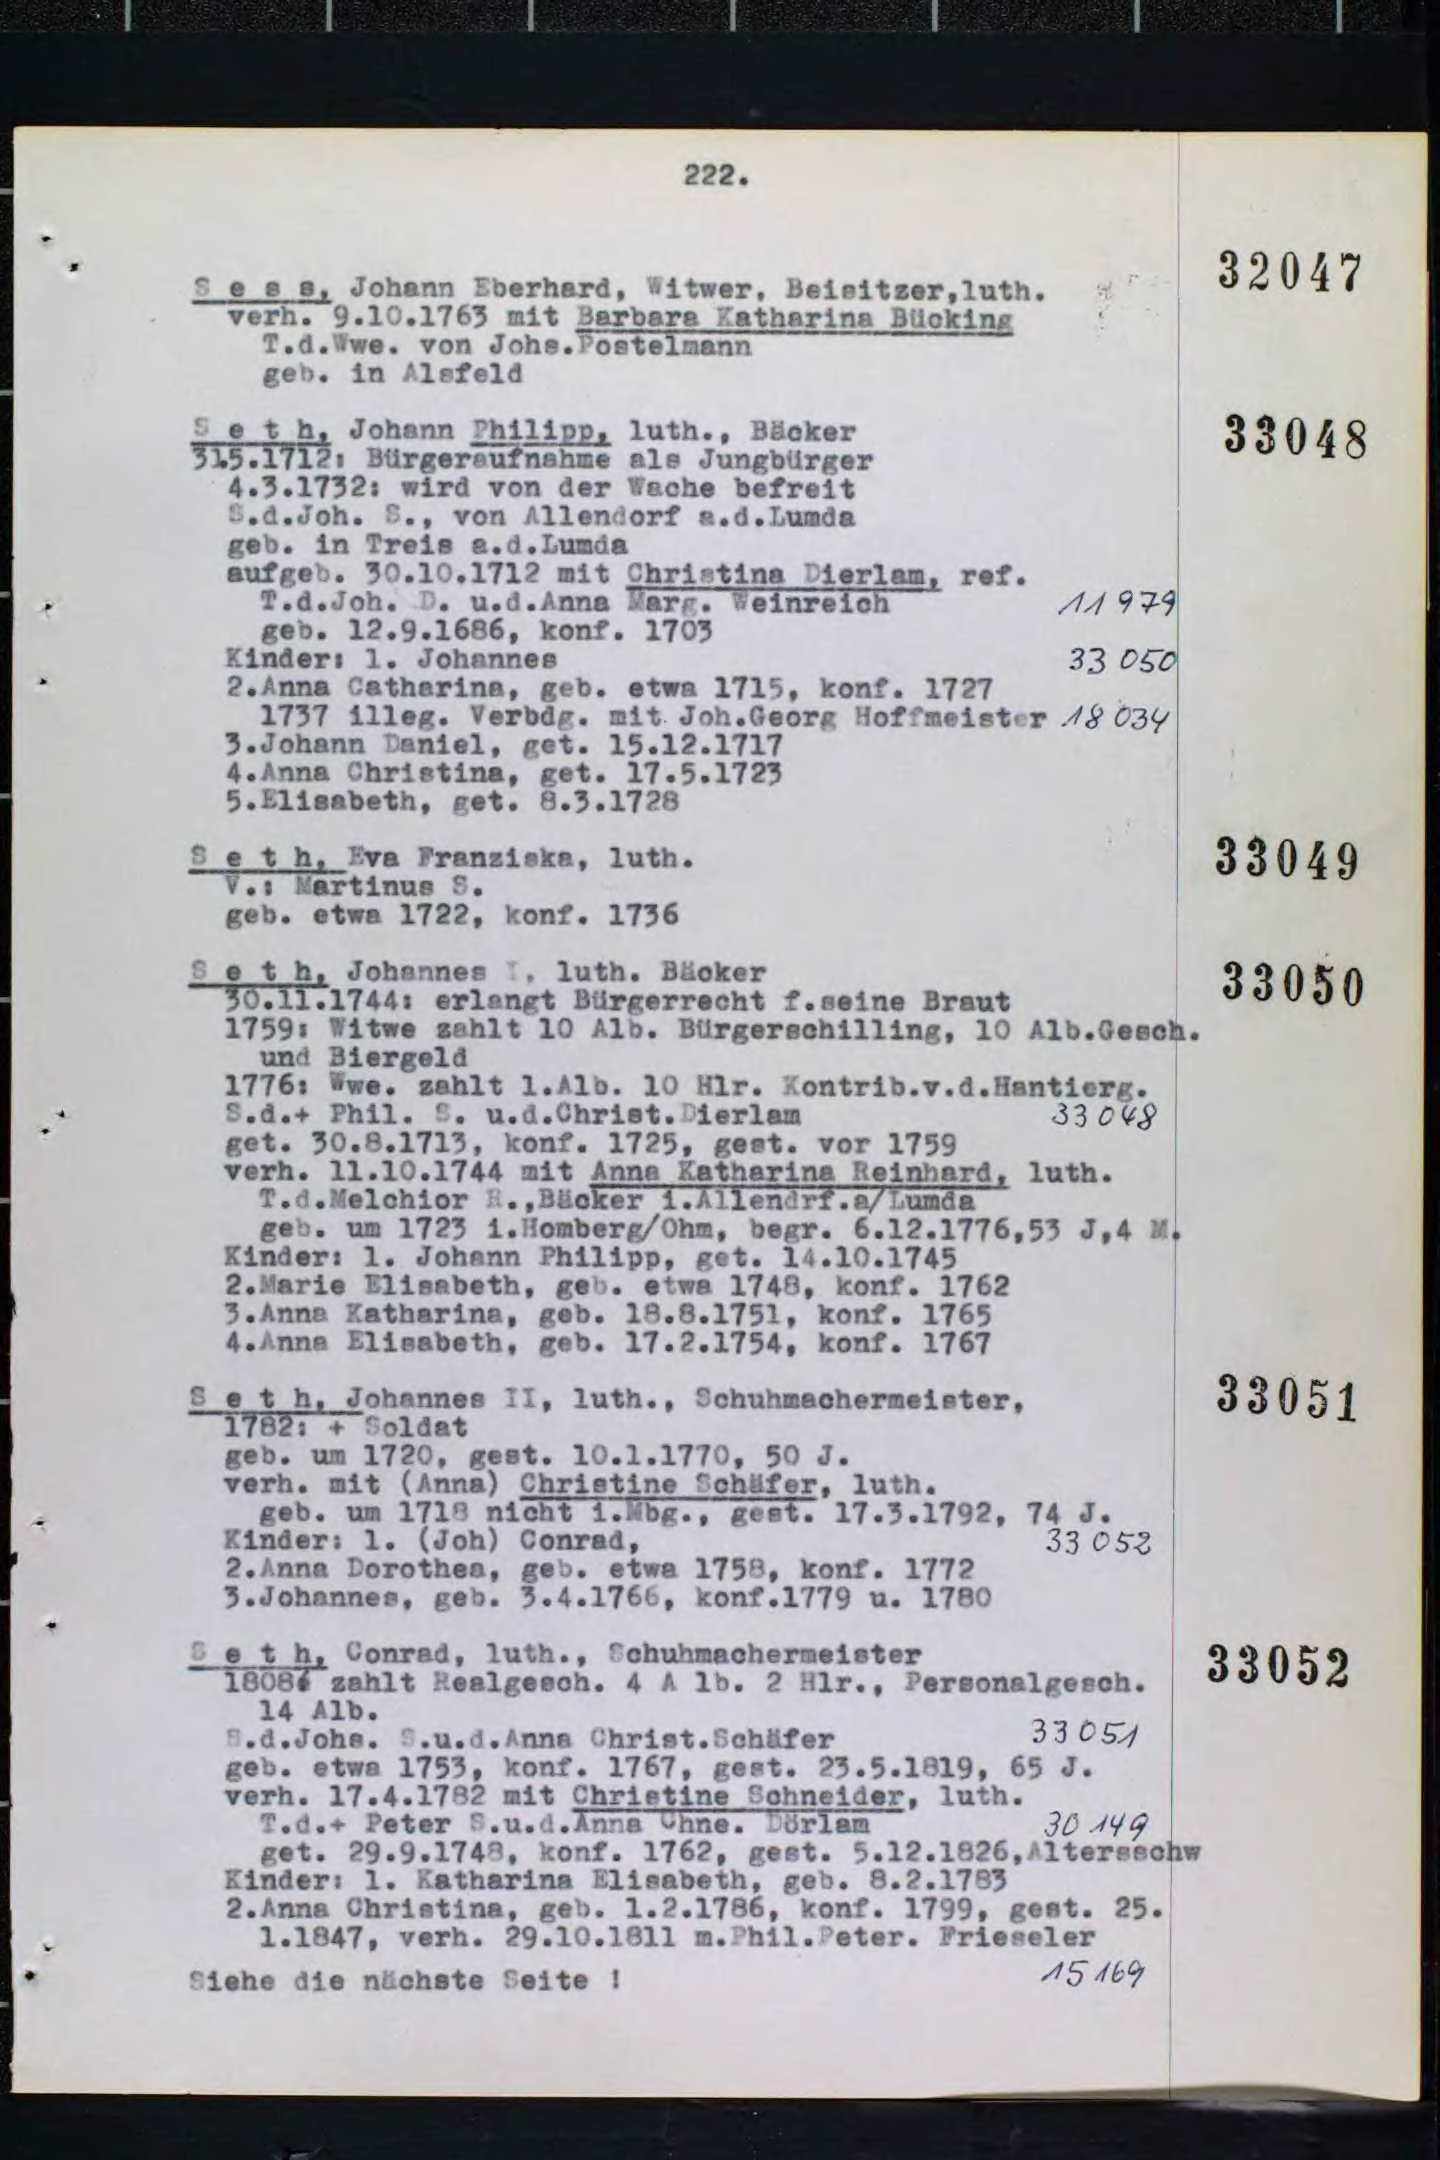 222.
S e s s, Johann Eberhard, Witwer, Beisitzer,luth. 32047
verh. 9.10.1763 mit Barbara Katharina Bücking
T.d.Wwe. von Johs.Postelmann
geb. in Alsfeld
S e t h, Johann Philipp, luth., Bäcker 33048
315.1712: Bürgeraufnahme als Jungbürger
4.3.1732: wird von der Wache befreit
S.d.Joh. S., von Allendorf a.d.Lumda
geb. in Treis a.d.Lumda
aufgeb. 30.10.1712 mit Christina Dierlam, ref.
T.d.Joh. D. u.d.Anna Marg. Weinreich 11 979
geb. 12.9.1686, konf. 1703
Kinder: 1. Johannes 33 050
2.Anna Catharina, geb. etwa 1715, konf. 1727
1737 illeg. Verbdg. mit Joh.Georg Hoffmeister 18 034
3.Johann Daniel, get. 15.12.1717
4.Anna Christina, get. 17.5.1723
5.Elisabeth, get. 8.3.1728
S e t h, Eva Franziska, luth. 33049
V.: Martinus S.
geb. etwa 1722, konf. 1736
S e t h, Johannes I, luth. Bäcker 33050
30.11.1744: erlangt Bürgerrecht f.seine Braut
1759: Witwe zahlt 10 Alb. Bürgerschilling, 10 Alb.Gesch.
und Biergeld
1776: Wwe. zahlt 1.Alb. 10 Hlr. Kontrib.v.d.Hantierg.
S.d.+ Phil. S. u.d.Christ.Dierlam 33 048
get. 30.8.1713, konf. 1725, gest. vor 1759
verh. 11.10.1744 mit Anna Katharina Reinhard, luth.
T.d.Melchior R.,Bäcker i.Allendrf.a/Lumda
geb. um 1723 i.Homberg/Ohm, begr. 6.12.1776,53 J,4 M.
Kinder: 1. Johann Philipp, get. 14.10.1745
2.Marie Elisabeth, geb. etwa 1748, konf. 1762
3.Anna Katharina, geb. 18.8.1751, konf. 1765
4.Anna Elisabeth, geb. 17.2.1754, konf. 1767
S e t h, Johannes II, luth., Schuhmachermeister, 33051
1782: + Soldat
geb. um 1720, gest. 10.1.1770, 50 J.
verh. mit (Anna) Christine Schäfer, luth.
geb. um 1718 nicht i.Mbg., gest. 17.3.1792, 74 J.
Kinder: 1. (Joh) Conrad, 33 052
2.Anna Dorothea, geb. etwa 1758, konf. 1772
3.Johannes, geb. 3.4.1766, konf.1779 u. 1780
S e t h, Conrad, luth., Schuhmachermeister 33052
1808: zahlt Realgesch. 4 A lb. 2 Hlr., Personalgesch.
14 Alb.
S.d.Johs. S.u.d.Anna Christ.Schäfer 33 051
geb. etwa 1753, konf. 1767, gest. 23.5.1819, 65 J.
verh. 17.4.1782 mit Christine Schneider, luth.
T.d.+ Peter S.u.d.Anna Chne. Dörlam 30 149
get. 29.9.1748, konf. 1762, gest. 5.12.1826,Altersschw
Kinder: 1. Katharina Elisabeth, geb. 8.2.1783
2.Anna Christina, geb. 1.2.1786, konf. 1799, gest. 25.
1.1847, verh. 29.10.1811 m.Phil.Peter. Frieseler
Siehe die nächste Seite ! 15 169